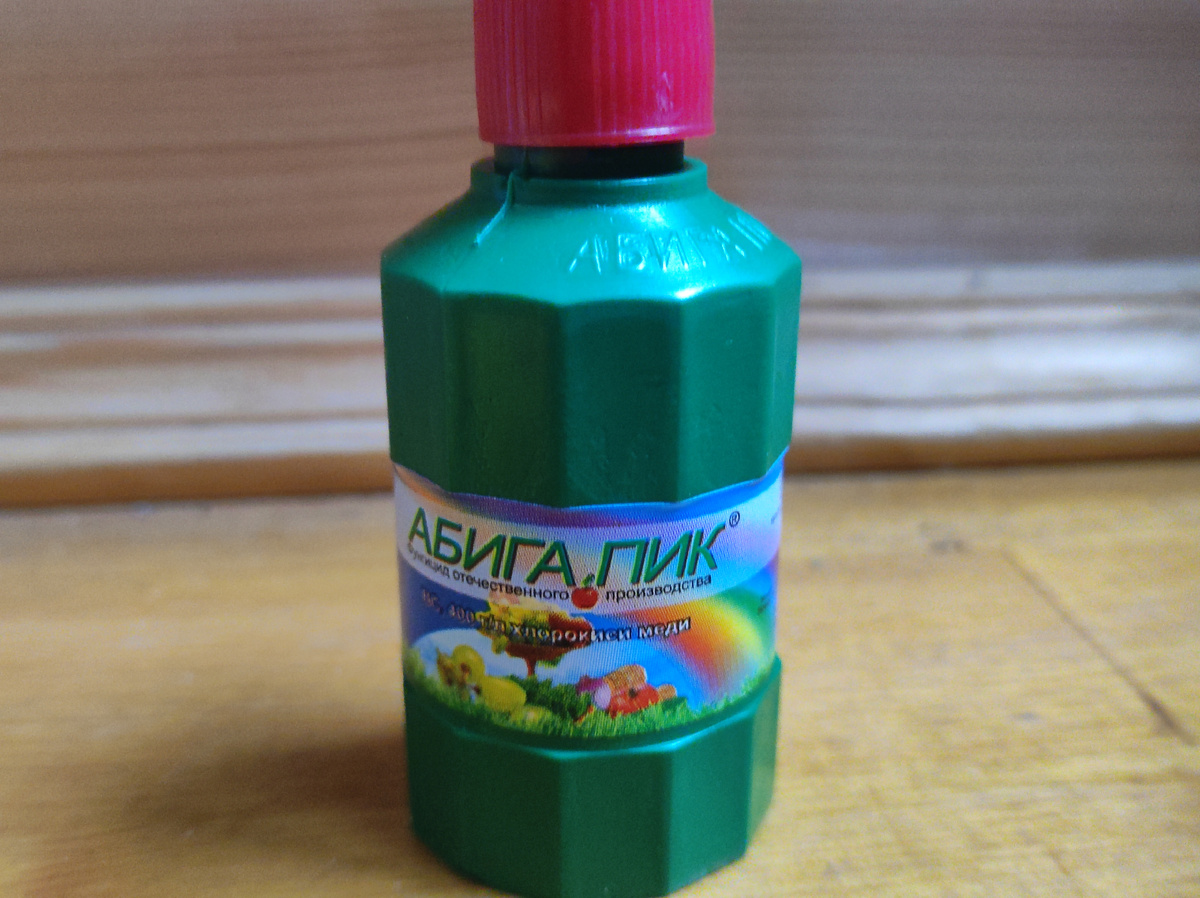 АБИГА П
АБИГА ПИК®
Фунгицид отечественного производства
ВС, 400 г/л хлорокиси меди